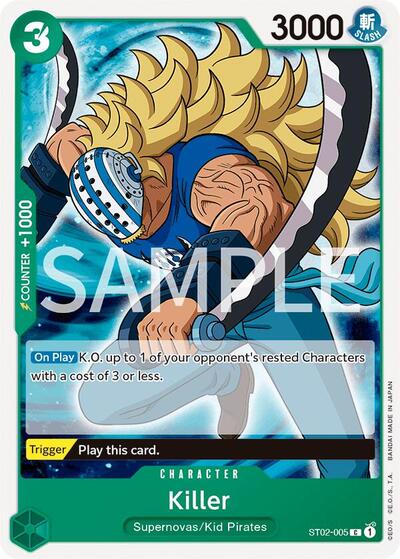 3
3000
斬
SLASH
COUNTER +1000
SAMPLE
On Play K.O. up to 1 of your opponent's rested Characters
with a cost of 3 or less.
Trigger Play this card.
CHARACTER
Killer
Supernovas/Kid Pirates
ST02-005 C 1
©E.O/S ©E.O./S., T.A. BANDAI MADE IN JAPAN